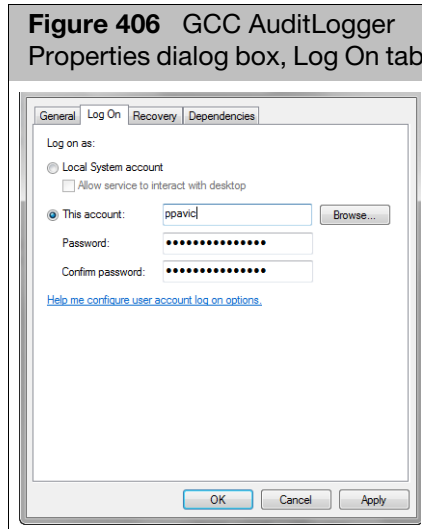 Figure 406 GCC AuditLogger
Properties dialog box, Log On tab
General Log On Recovery Dependencies
Log on as:
Local System account
Allow service to interact with desktop
This account: ppavic Browse...
Password: •••••••••••••••
Confirm password: •••••••••••••••
Help me configure user account log on options.
OK Cancel Apply